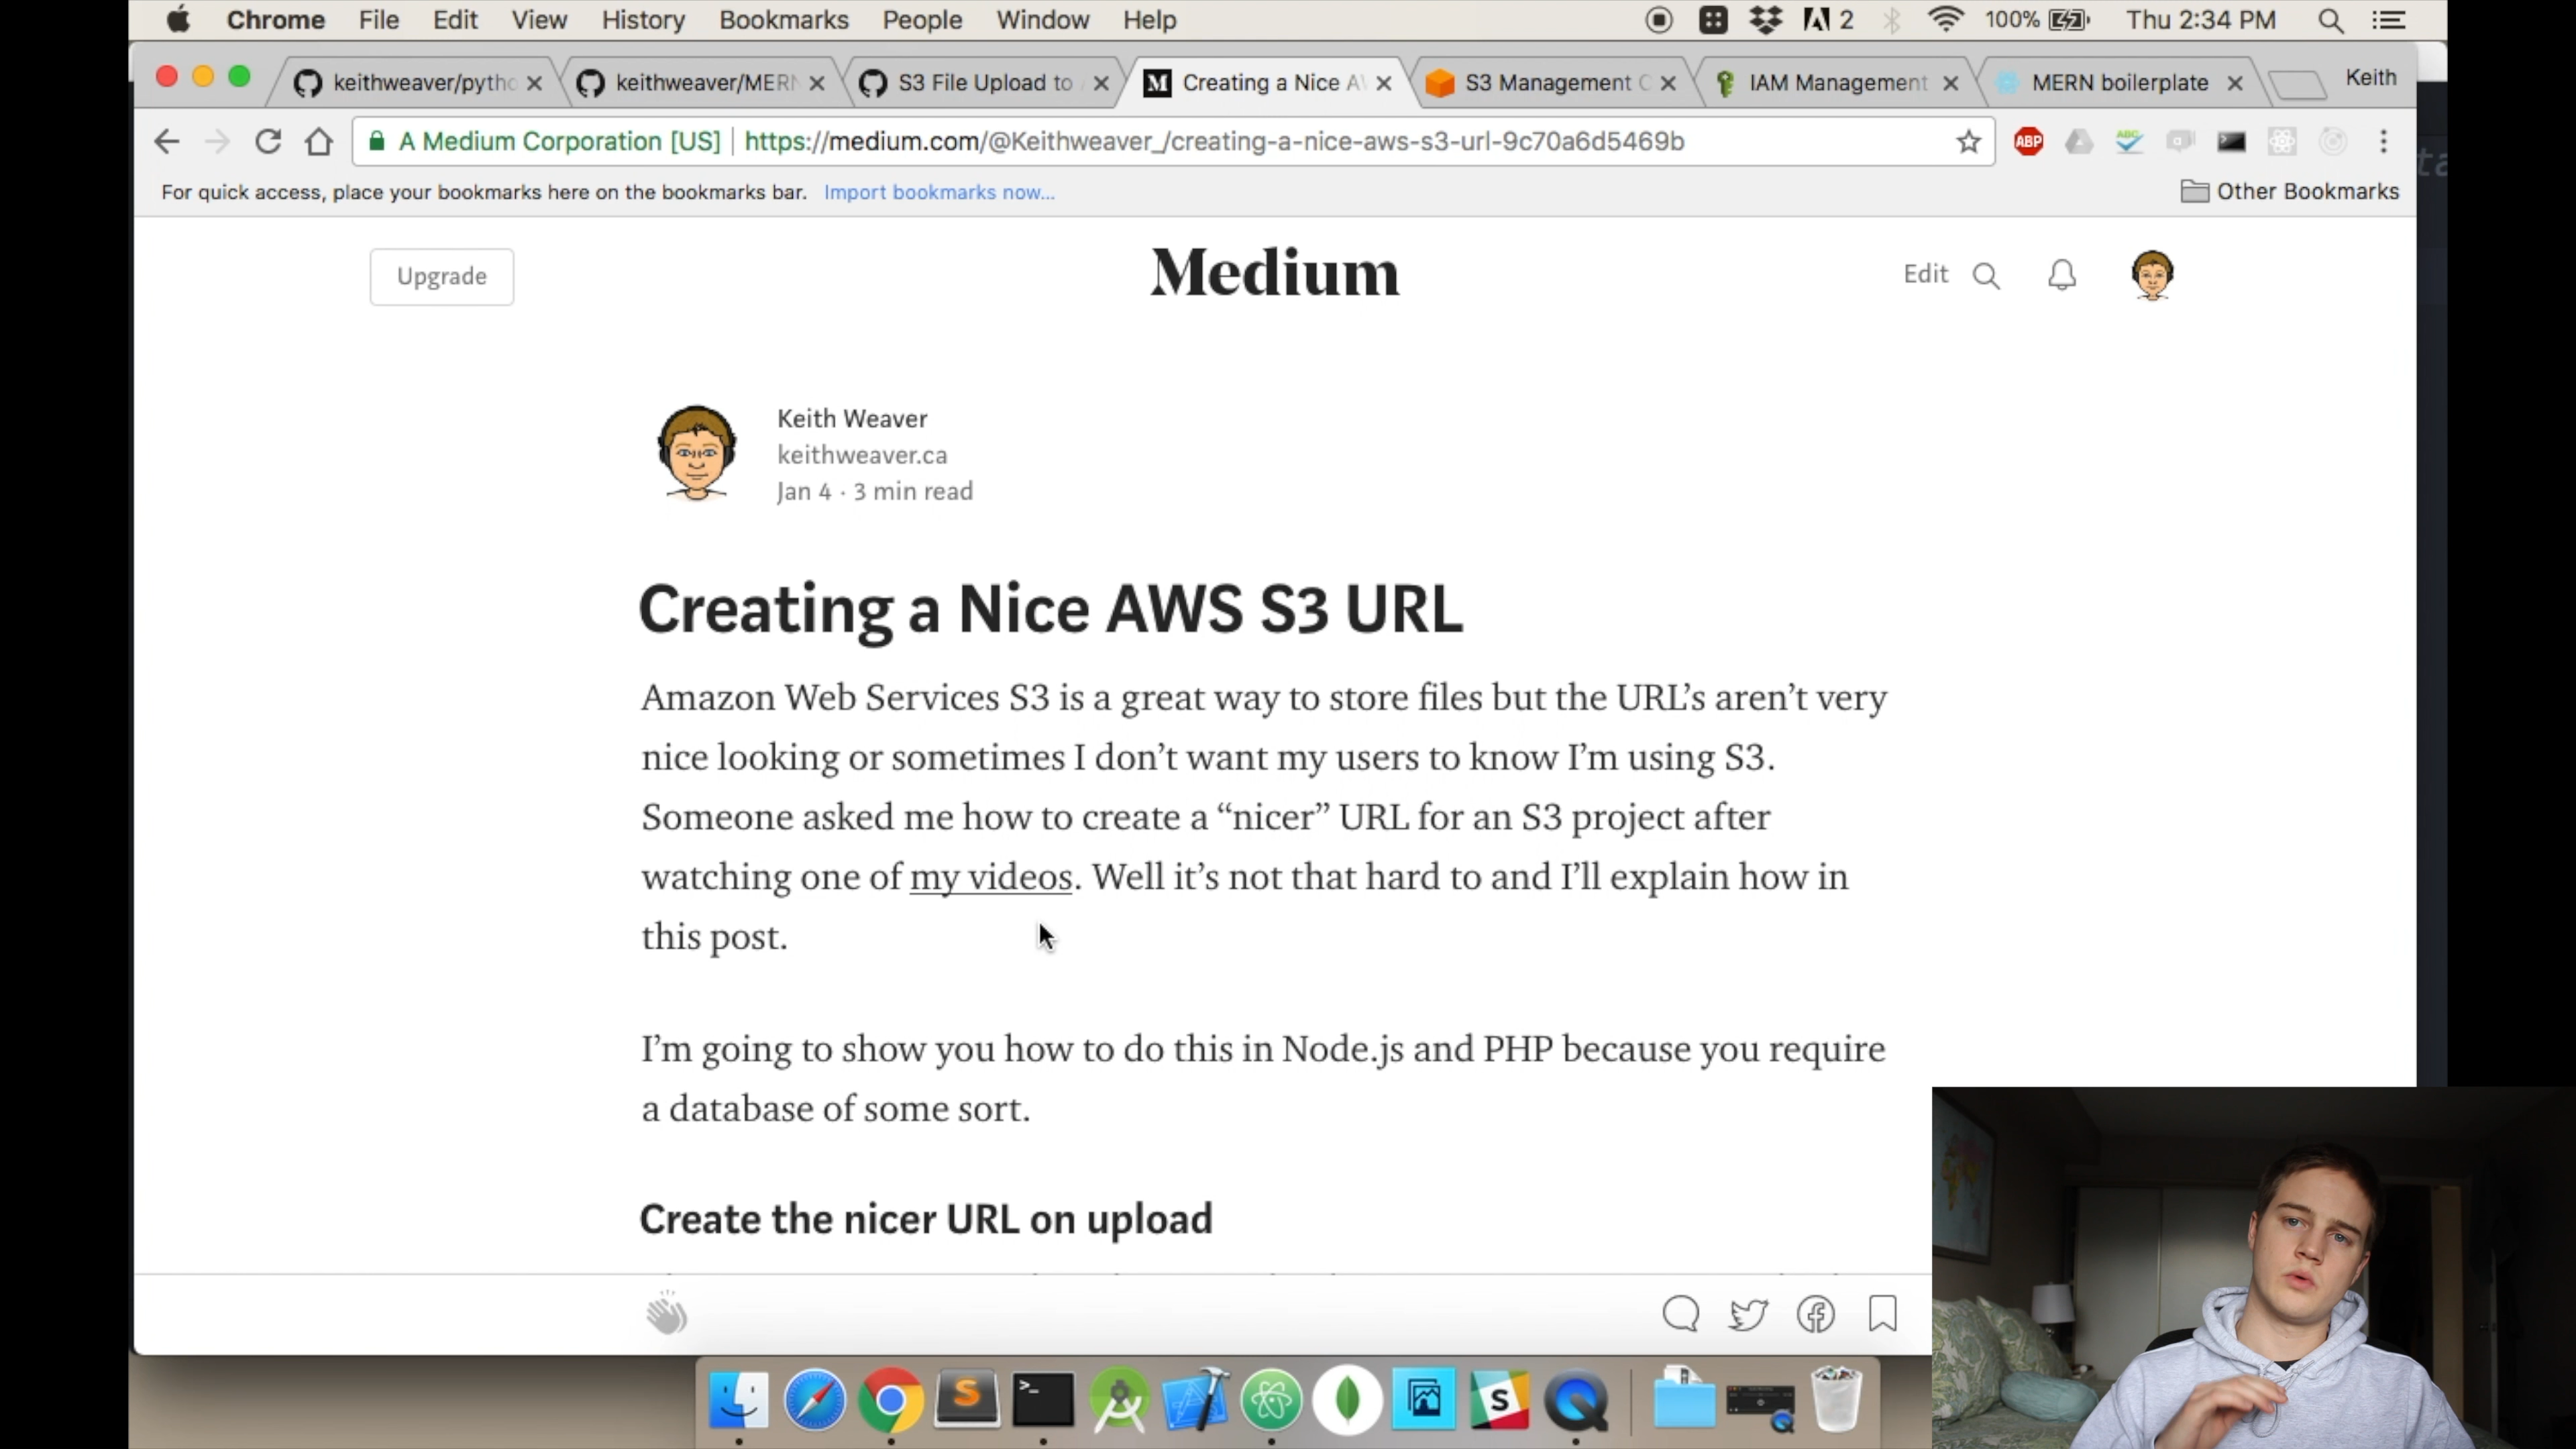 Chrome File Edit View History Bookmarks People Window Help
2 100% Thu 2:34 PM
keithweaver/pytho
keithweaver/MERN
S3 File Upload to
Creating a Nice A
S3 Management C
IAM Management
MERN boilerplate
Keith
A Medium Corporation [US] https://medium.com/@Keithweaver_/creating-a-nice-aws-s3-url-9c70a6d5469b
ABP
ABC
For quick access, place your bookmarks here on the bookmarks bar. Import bookmarks now...
Other Bookmarks
Upgrade
Medium
Edit
Keith Weaver
keithweaver.ca
Jan 4 · 3 min read
Creating a Nice AWS S3 URL
Amazon Web Services S3 is a great way to store files but the URL’s aren’t very
nice looking or sometimes I don’t want my users to know I’m using S3.
Someone asked me how to create a “nicer” URL for an S3 project after
watching one of my videos. Well it’s not that hard to and I’ll explain how in
this post.
I’m going to show you how to do this in Node.js and PHP because you require
a database of some sort.
Create the nicer URL on upload